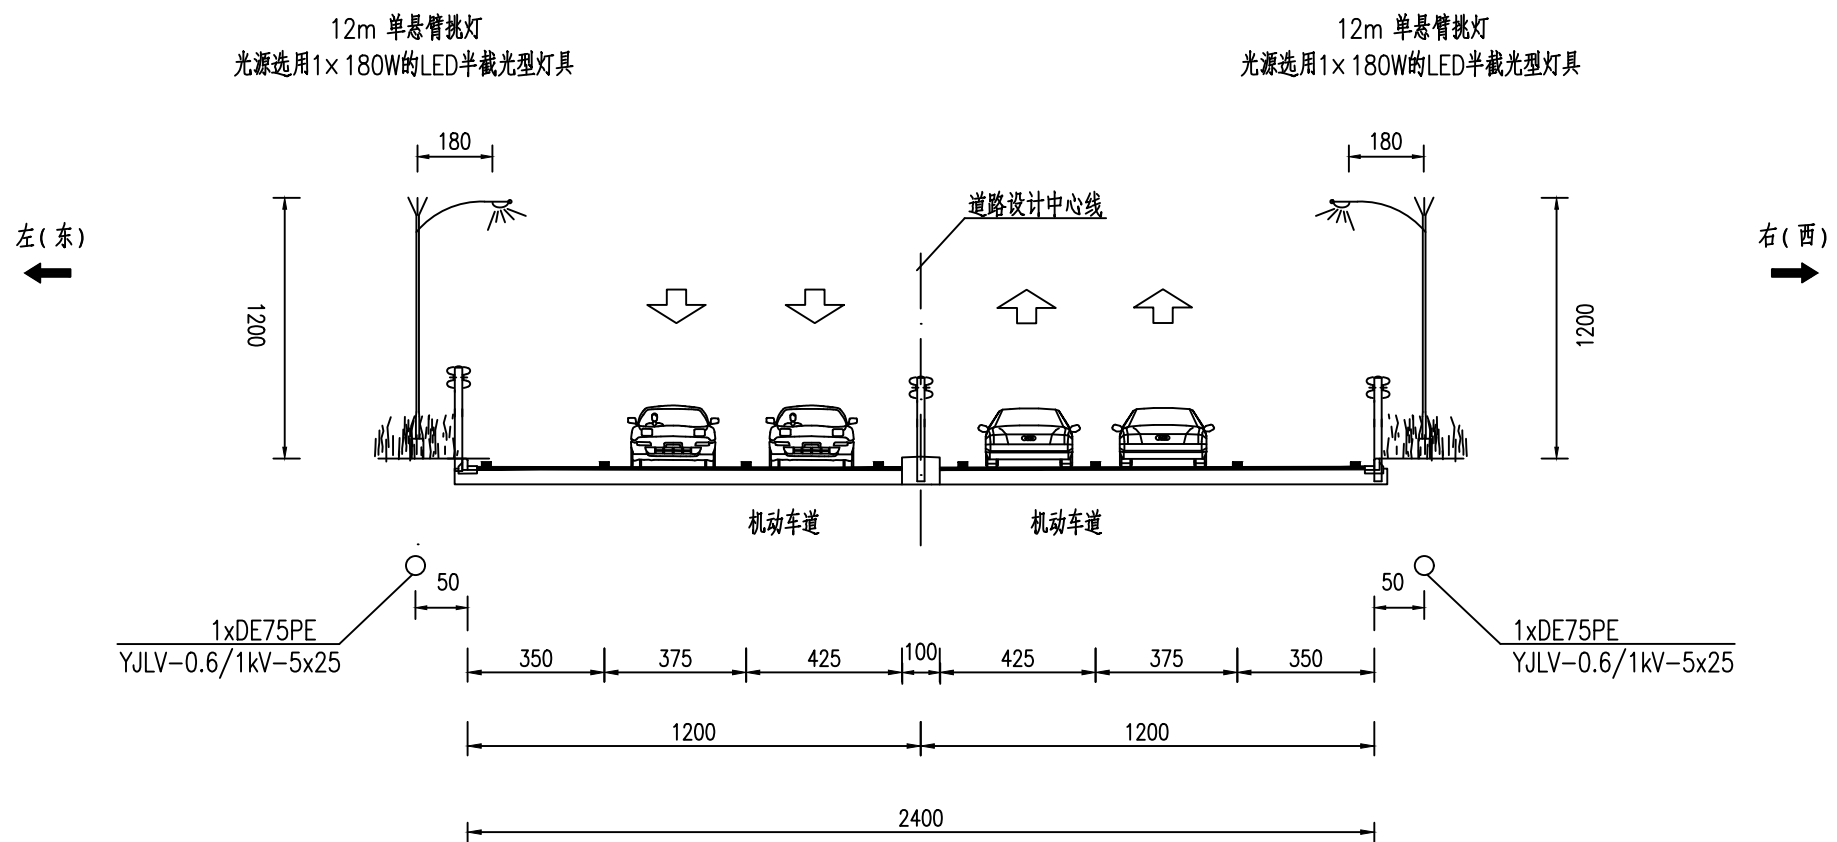 12m 单悬臂挑灯
光源选用1×180W的LED半截光型灯具
12m 单悬臂挑灯
光源选用1×180W的LED半截光型灯具
180
180
道路设计中心线
左(东)
右(西)
1200
1200
机动车道
机动车道
50
50
1xDE75PE
YJLV-0.6/1kV-5x25
1xDE75PE
YJLV-0.6/1kV-5x25
350
375
425
100
425
375
350
1200
1200
2400